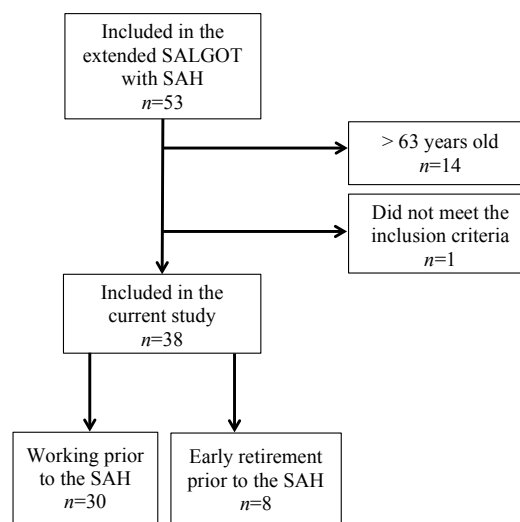 Included in the
extended SALGOT
with SAH
n=53
> 63 years old
n=14
Did not meet the
inclusion criteria
n=1
Included in the
current study
n=38
Working prior
to the SAH
n=30
Early retirement
prior to the SAH
n=8